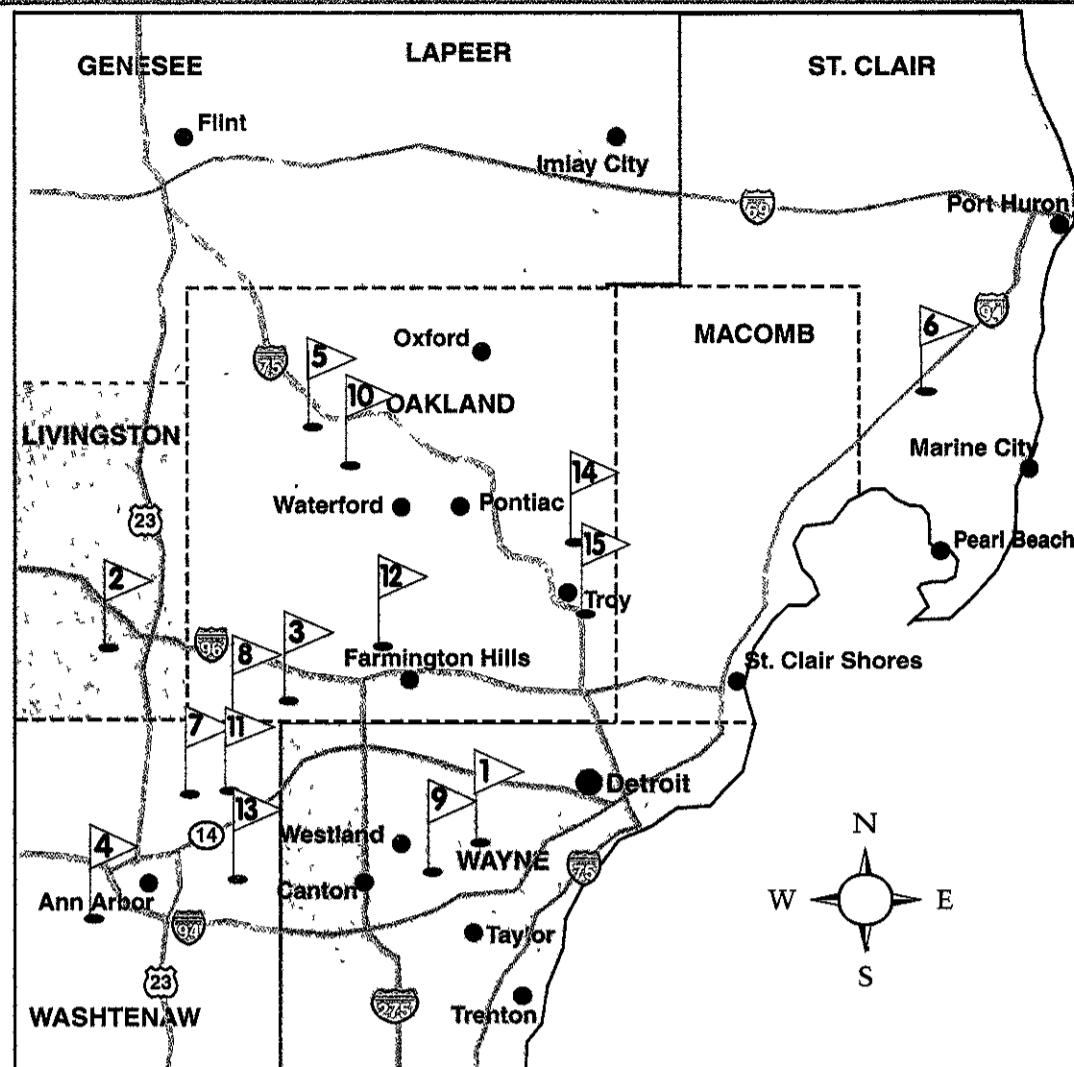 GENESEE
LAPEER
ST. CLAIR
Flint
Imlay City
69
Port Huron
94
6
MACOMB
Oxford
75
5
10
OAKLAND
LIVINGSTON
14
Marine City
Waterford
Pontiac
23
15
Pearl Beach
2
12
Troy
3
96
8
Farmington Hills
St. Clair Shores
7
11
1
Detroit
9
13
14
Westland
4
WAYNE
75
Canton
Ann Arbor
N
W
E
S
94
Taylor
23
275
Trenton
WASHTENAW